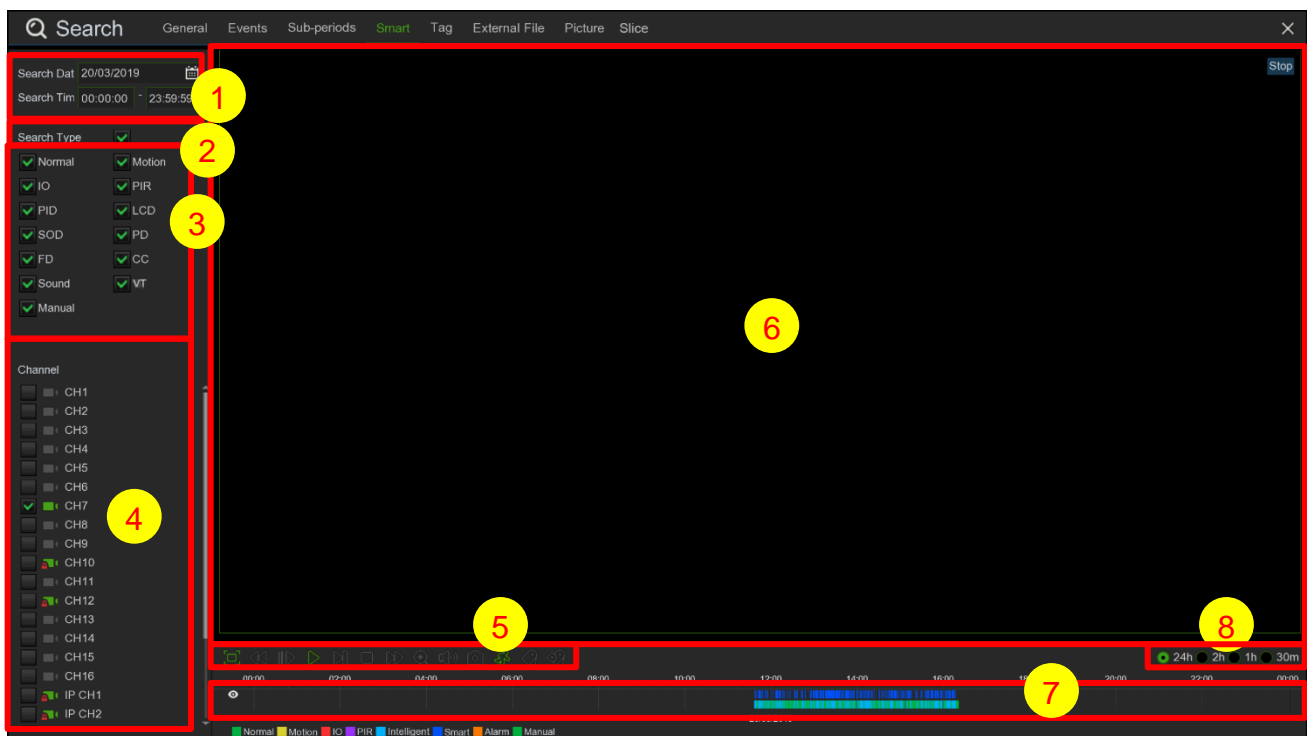 Search General Events Sub-periods Smart Tag External File Picture Slice
Stop
Search Dat 20/03/2019
Search Tim 00:00:00 - 23:59:59
1
Search Type
2
Normal Motion
IO PIR
PID LCD
3
SOD PD
FD CC
Sound VT
Manual
6
Channel
CH1
CH2
CH3
CH4
CH5
CH6
CH7
4
CH8
CH9
CH10
CH11
CH12
CH13
CH14
CH15
CH16
IP CH1
IP CH2
5
8
24h 2h 1h 30m
00:00 02:00 04:00 06:00 08:00 10:00 12:00 14:00 16:00 20:00 22:00 00:00
7
Normal Motion IO PIR Intelligent Smart Alarm Manual